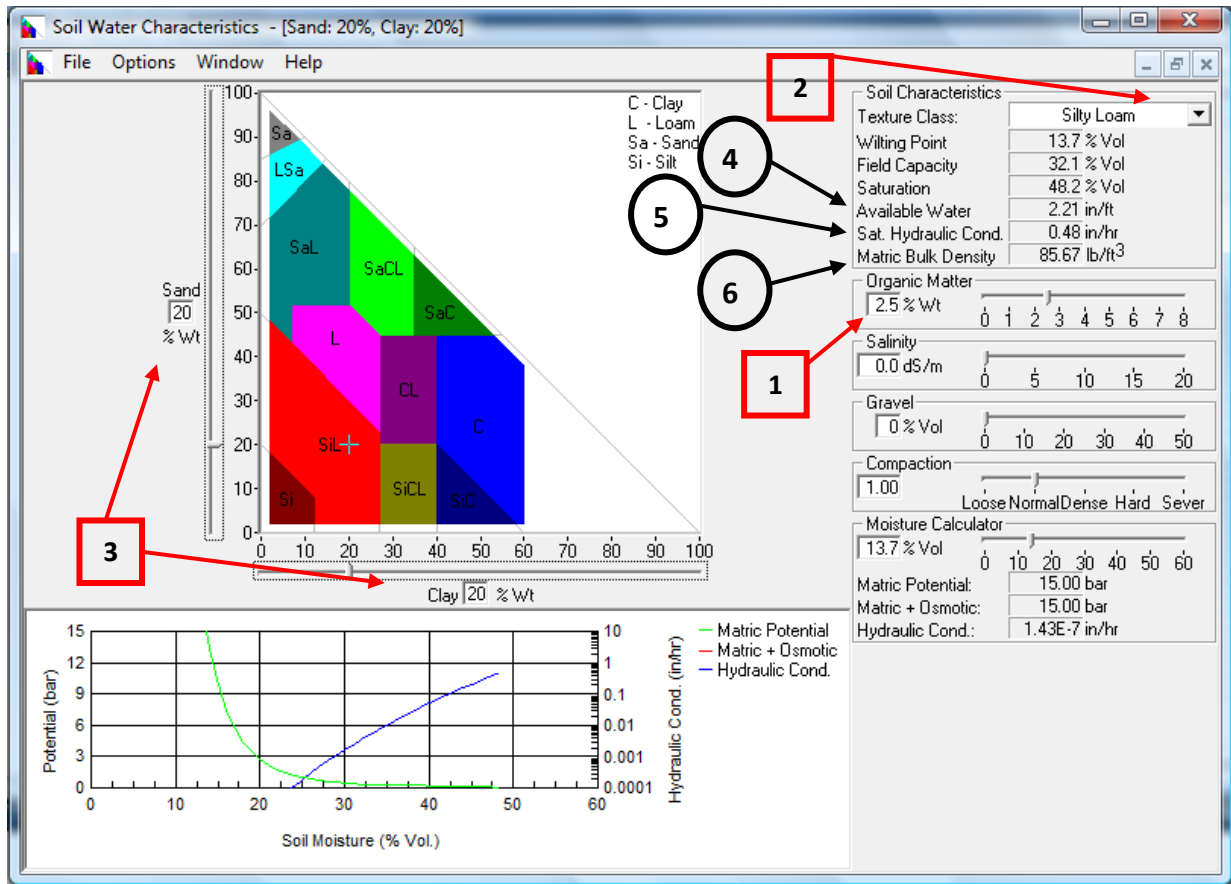 Soil Water Characteristics - [Sand: 20%, Clay: 20%]
File Options Window Help
2
4
5
6
1
3
100
90
80
70
60
50
40
30
20
10
0
Sand
20
% Wt
Sa
LSa
SaL
SaCL
SaC
L
CL
C
SiL
Si
SiCL
SiC
C - Clay
L - Loam
Sa - Sand
Si - Silt
0 10 20 30 40 50 60 70 80 90 100
Clay 20 % Wt
Soil Characteristics
Texture Class: Silty Loam
Wilting Point 13.7 % Vol
Field Capacity 32.1 % Vol
Saturation 48.2 % Vol
Available Water 2.21 in/ft
Sat. Hydraulic Cond. 0.48 in/hr
Matric Bulk Density 85.67 lb/ft3
Organic Matter
2.5 % Wt
0 1 2 3 4 5 6 7 8
Salinity
0.0 dS/m
0 5 10 15 20
Gravel
0 % Vol
0 10 20 30 40 50
Compaction
1.00
Loose Normal Dense Hard Sever
Moisture Calculator
13.7 % Vol
0 10 20 30 40 50 60
Matric Potential: 15.00 bar
Matric + Osmotic: 15.00 bar
Hydraulic Cond.: 1.43E-7 in/hr
Potential (bar)
15
12
9
6
3
0
0 10 20 30 40 50 60
Soil Moisture (% Vol.)
10
1
0.1
0.01
0.001
0.0001
Hydraulic Cond. (in/hr)
Matric Potential
Matric + Osmotic
Hydraulic Cond.